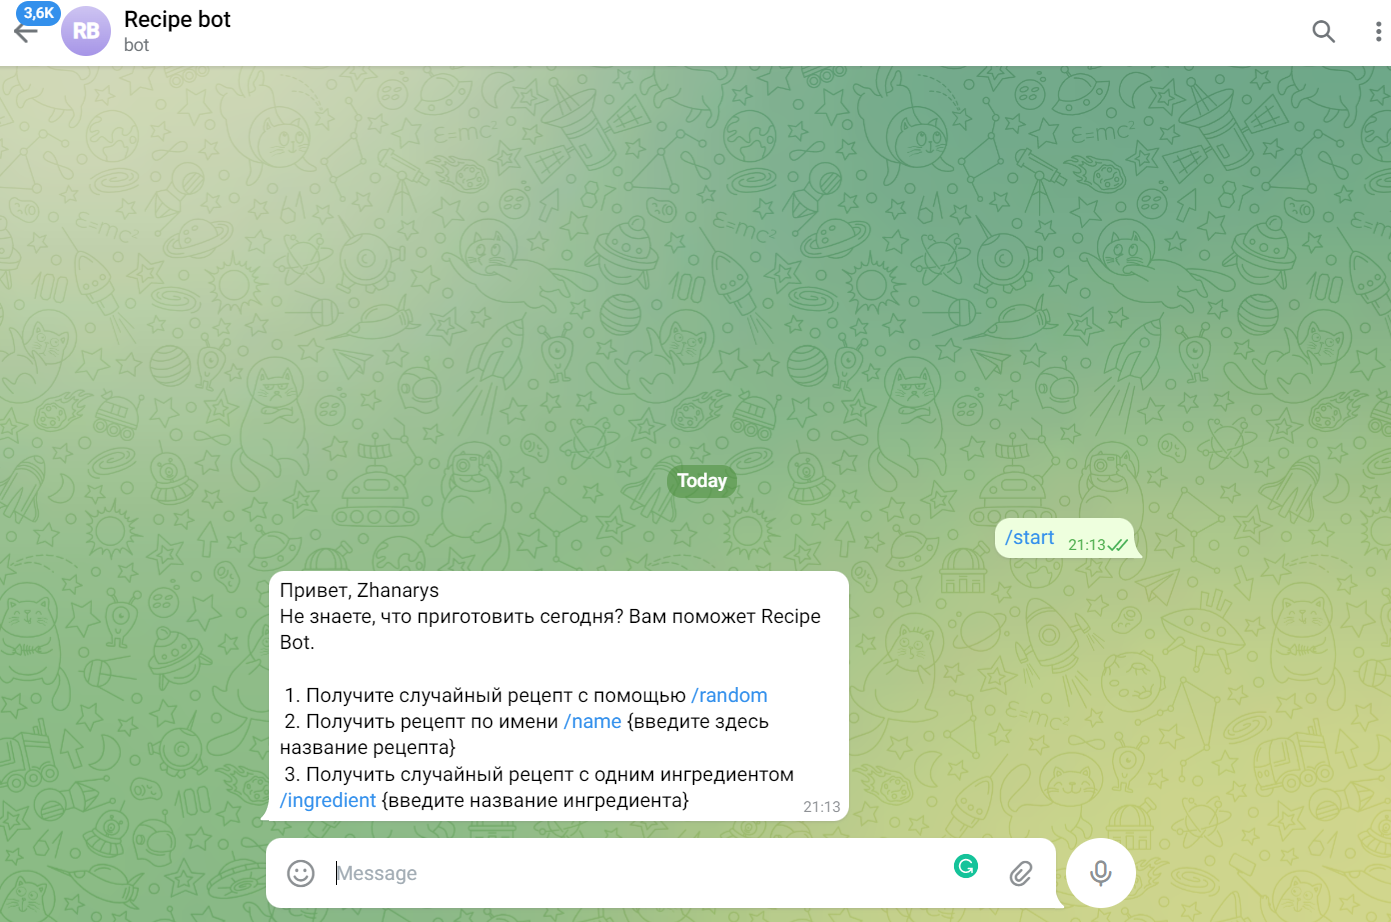 3,6K
RB
Recipe bot
bot
Today
/start
21:13
Привет, Zhanarys
Не знаете, что приготовить сегодня? Вам поможет Recipe
Bot.
1. Получите случайный рецепт с помощью /random
2. Получить рецепт по имени /name {введите здесь
название рецепта}
3. Получить случайный рецепт с одним ингредиентом
/ingredient {введите название ингредиента}
21:13
Message